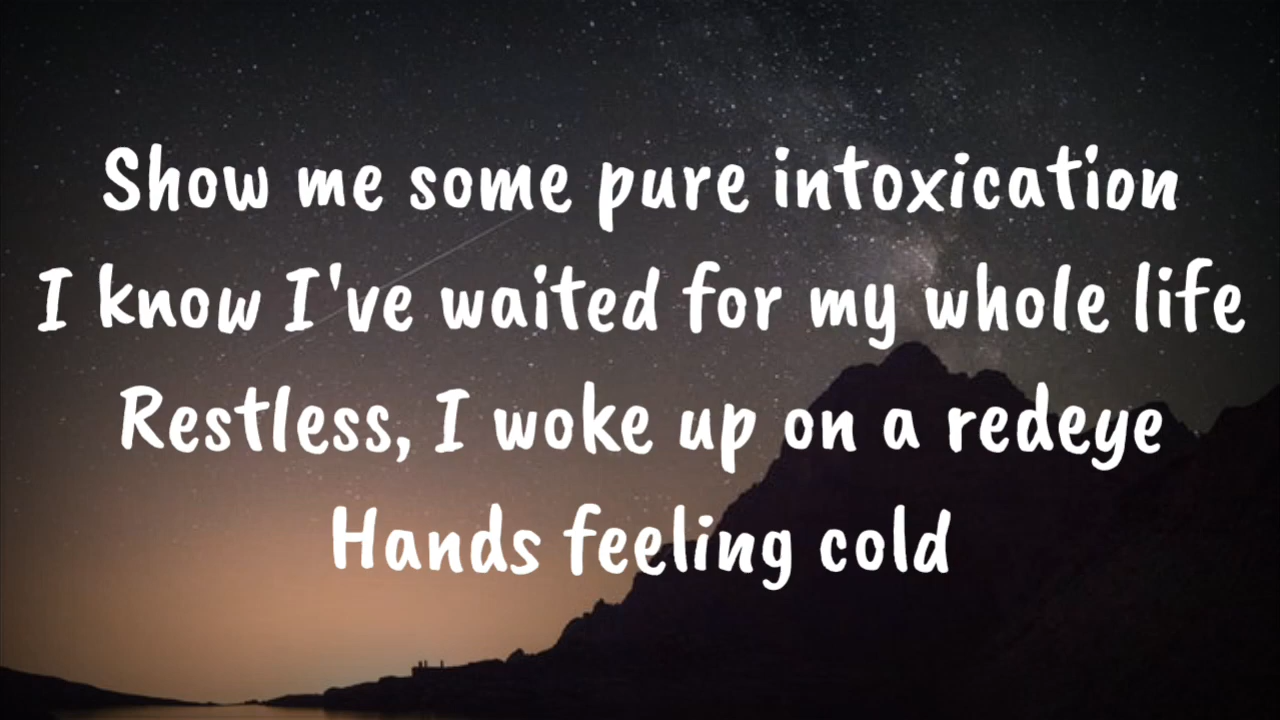 Show me some pure intoxication
I know I've waited for my whole life
Restless, I woke up on a redeye
Hands feeling cold